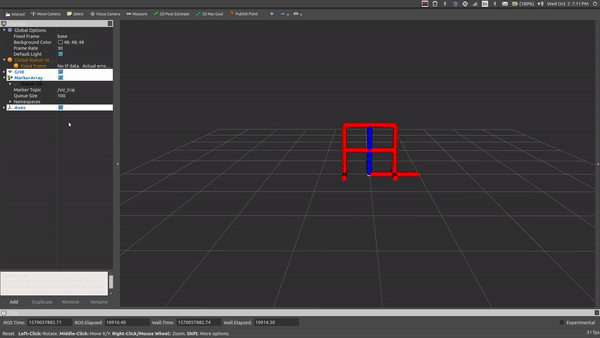 (100%) Wed Oct 2 7:11 PM
Interact Move Camera Select Focus Camera Measure 2D Pose Estimate 2D Nav Goal Publish Point
Global Options
Fixed Frame base
Background Color 48; 48; 48
Frame Rate 30
Default Light
Fixed Frame No tf data. Actual erro...
Grid
MarkerArray
Marker Topic /viz_traj
Queue Size 100
Namespaces
Axes
Add Duplicate Remove Rename
ROS Time: 1570057882.71 ROS Elapsed: 10916.40 Wall Time: 1570057882.74 Wall Elapsed: 10916.30 Experimental
Reset Left-Click: Rotate. Middle-Click: Move X/Y. Right-Click/Mouse Wheel: Zoom. Shift: More options. 31 fps